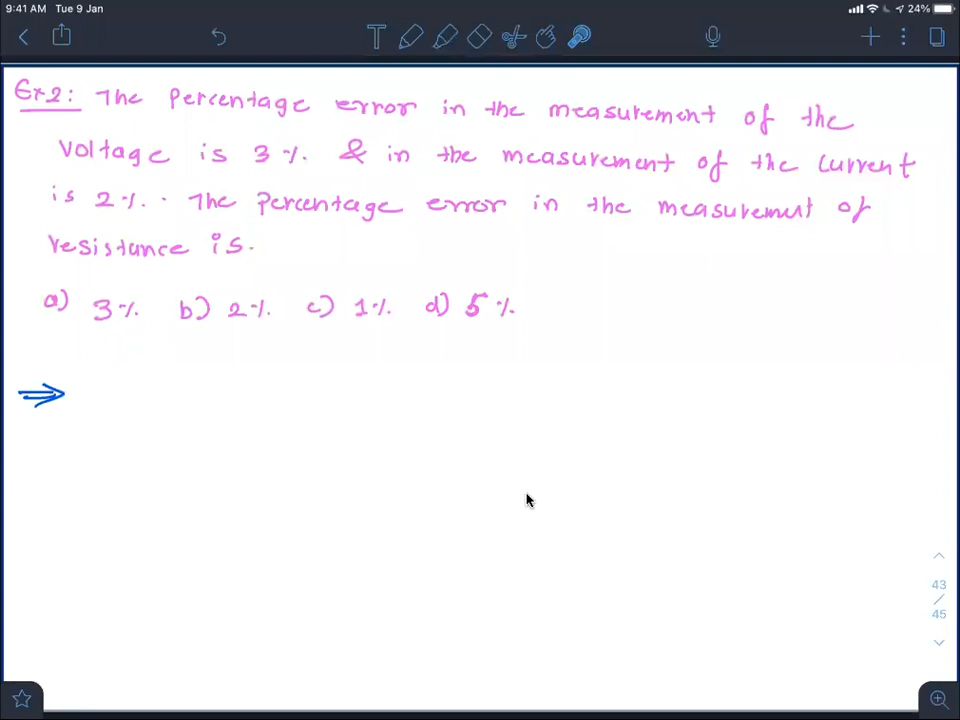 9:41 AM Tue 9 Jan 24%
Ex2: The Percentage error in the measurement of the
voltage is 3 % & in the measurement of the current
is 2 %. The percentage error in the measurement of
resistance is.
a) 3 % b) 2 % c) 1 % d) 5 %
43
/
45